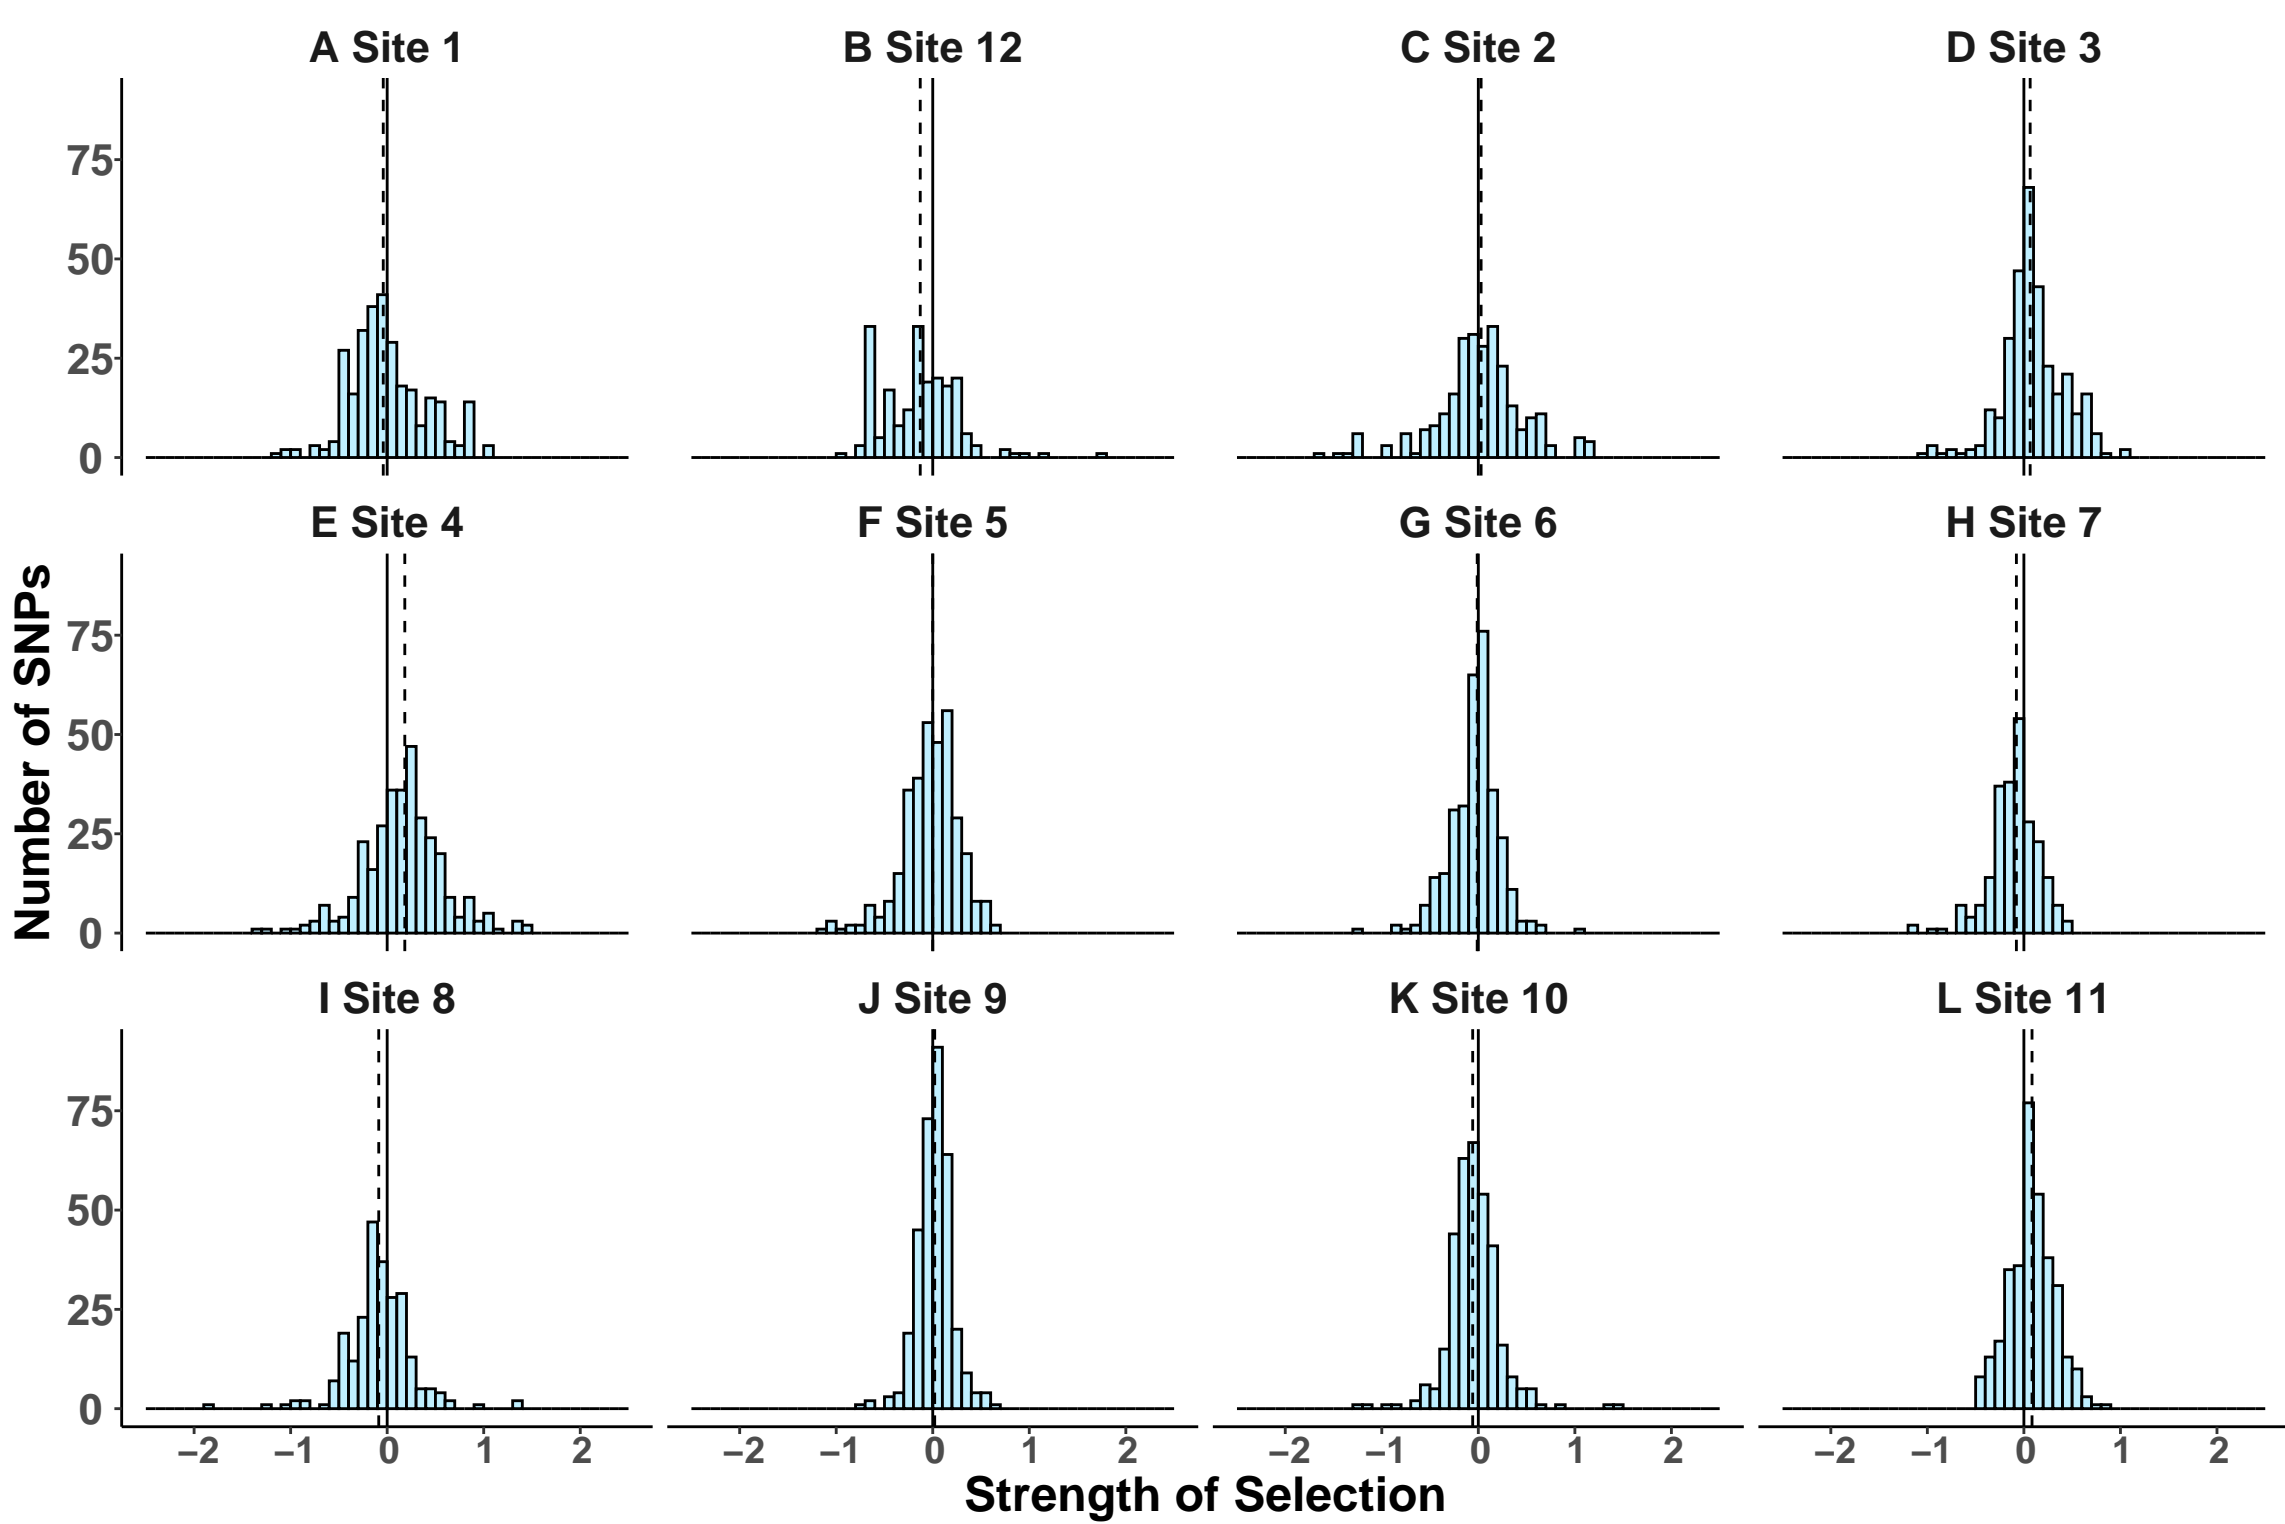 A Site 1
B Site 12
C Site 2
D Site 3
75
50
25
0
E Site 4
F Site 5
G Site 6
H Site 7
Number of SNPs
75
50
25
0
I Site 8
J Site 9
K Site 10
L Site 11
75
50
25
0
−2 −1 0 1 2
−2 −1 0 1 2
−2 −1 0 1 2
−2 −1 0 1 2
Strength of Selection